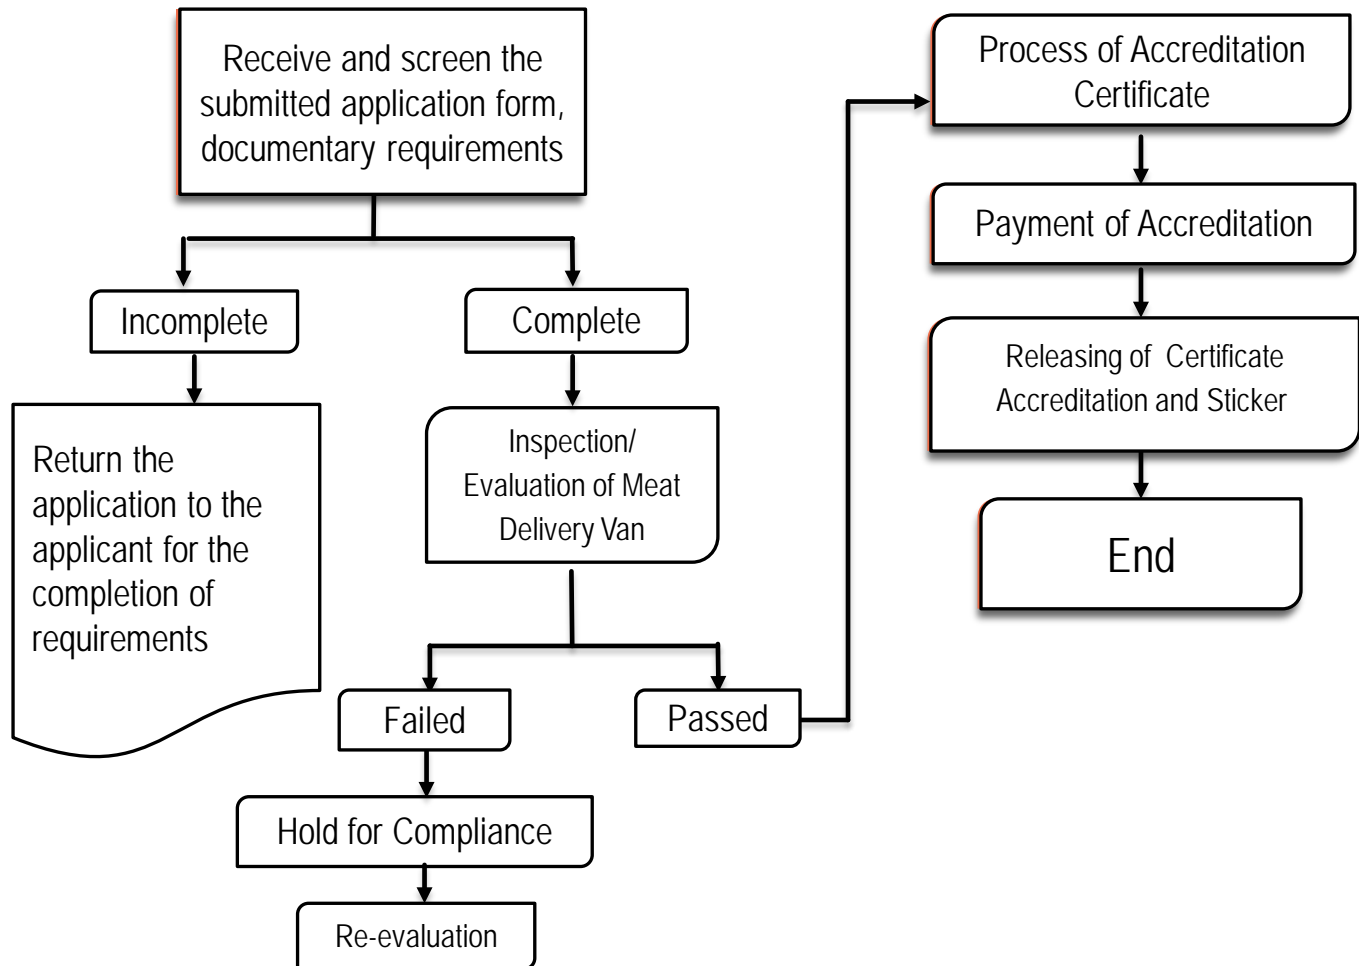 Receive and screen the
submitted application form,
documentary requirements
Incomplete
Complete
Return the
application to the
applicant for the
completion of
requirements
Inspection/
Evaluation of Meat
Delivery Van
Failed
Passed
Hold for Compliance
Re-evaluation
Process of Accreditation
Certificate
Payment of Accreditation
Releasing of Certificate
Accreditation and Sticker
End